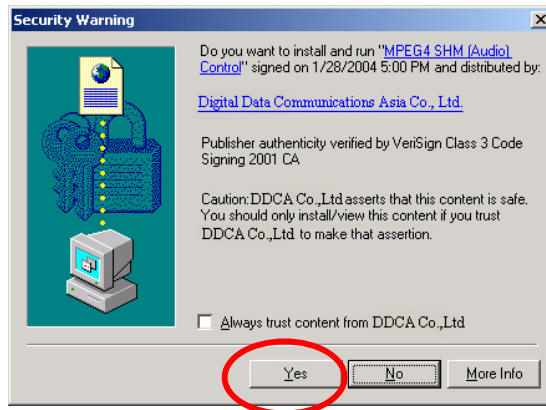 Security Warning
Do you want to install and run "MPEG4 SHM (Audio)
Control" signed on 1/28/2004 5:00 PM and distributed by:
Digital Data Communications Asia Co., Ltd.
Publisher authenticity verified by VeriSign Class 3 Code
Signing 2001 CA
Caution:DDCA Co.,Ltd asserts that this content is safe.
You should only install/view this content if you trust
DDCA Co.,Ltd to make that assertion.
Always trust content from DDCA Co.,Ltd
Yes No More Info